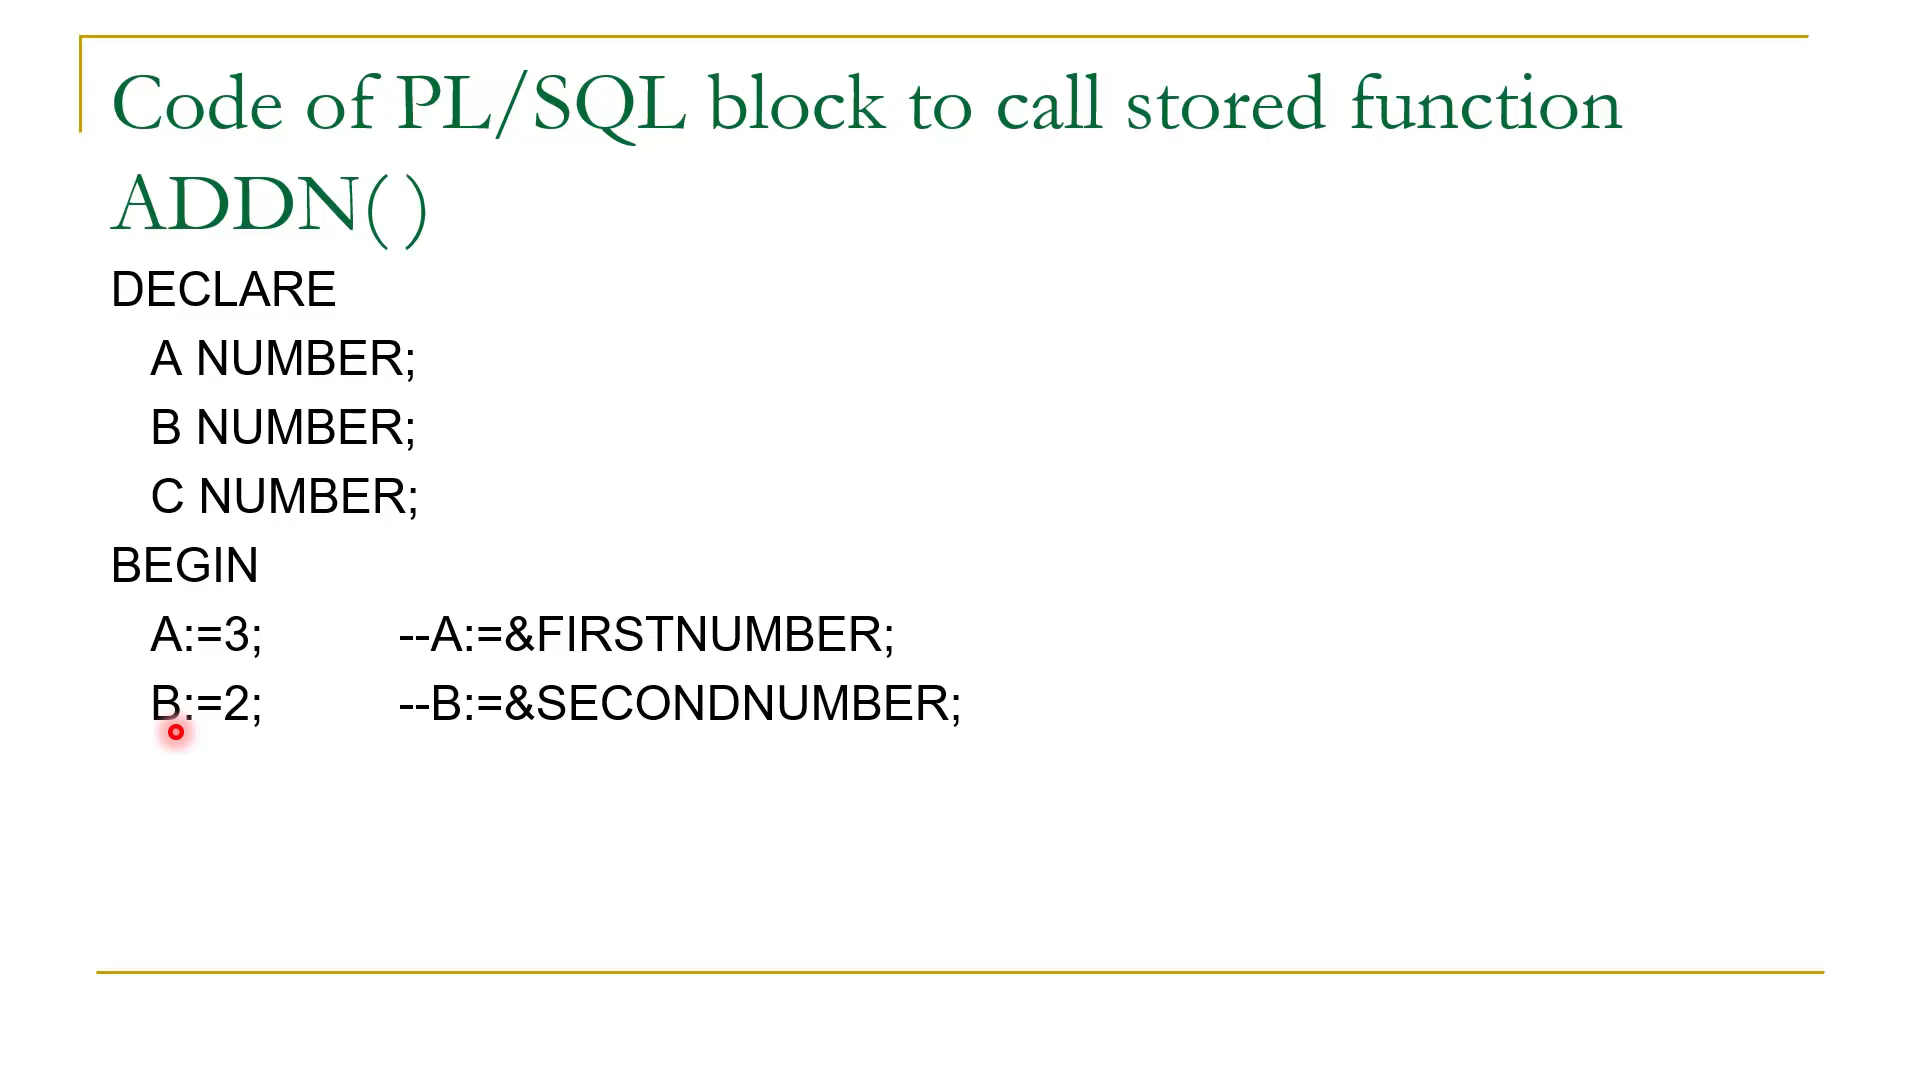 Code of PL/SQL block to call stored function
ADDN( )
DECLARE
A NUMBER;
B NUMBER;
C NUMBER;
BEGIN
A:=3; --A:=&FIRSTNUMBER;
B:=2; --B:=&SECONDNUMBER;